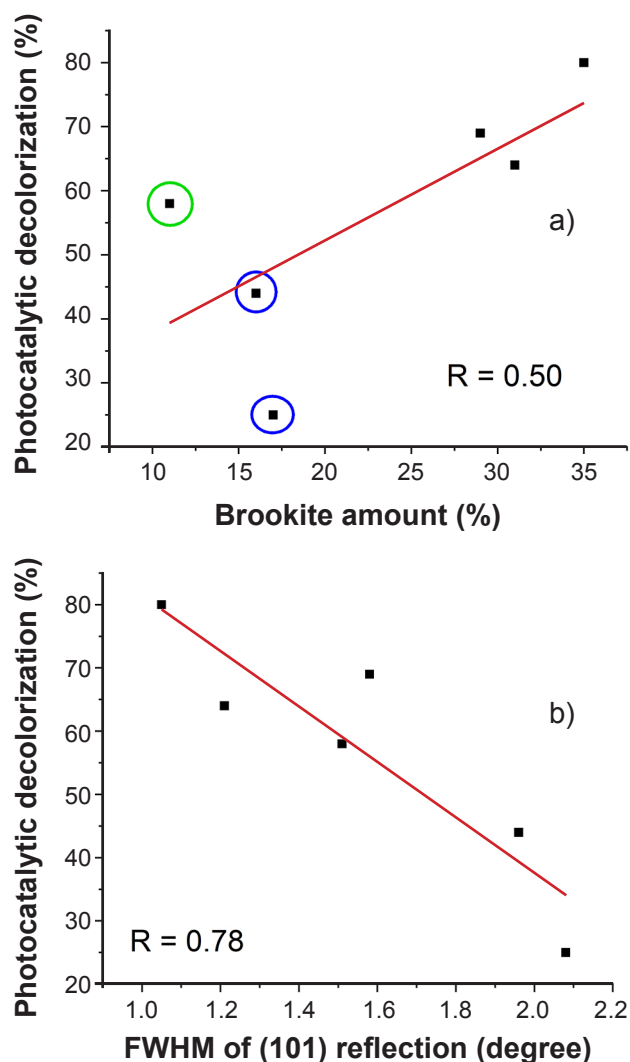 Photocatalytic decolorization (%)
80
70
60
50
40
30
20
a)
R = 0.50
10 15 20 25 30 35
Brookite amount (%)
Photocatalytic decolorization (%)
80
70
60
50
40
30
20
b)
R = 0.78
1.0 1.2 1.4 1.6 1.8 2.0 2.2
FWHM of (101) reflection (degree)